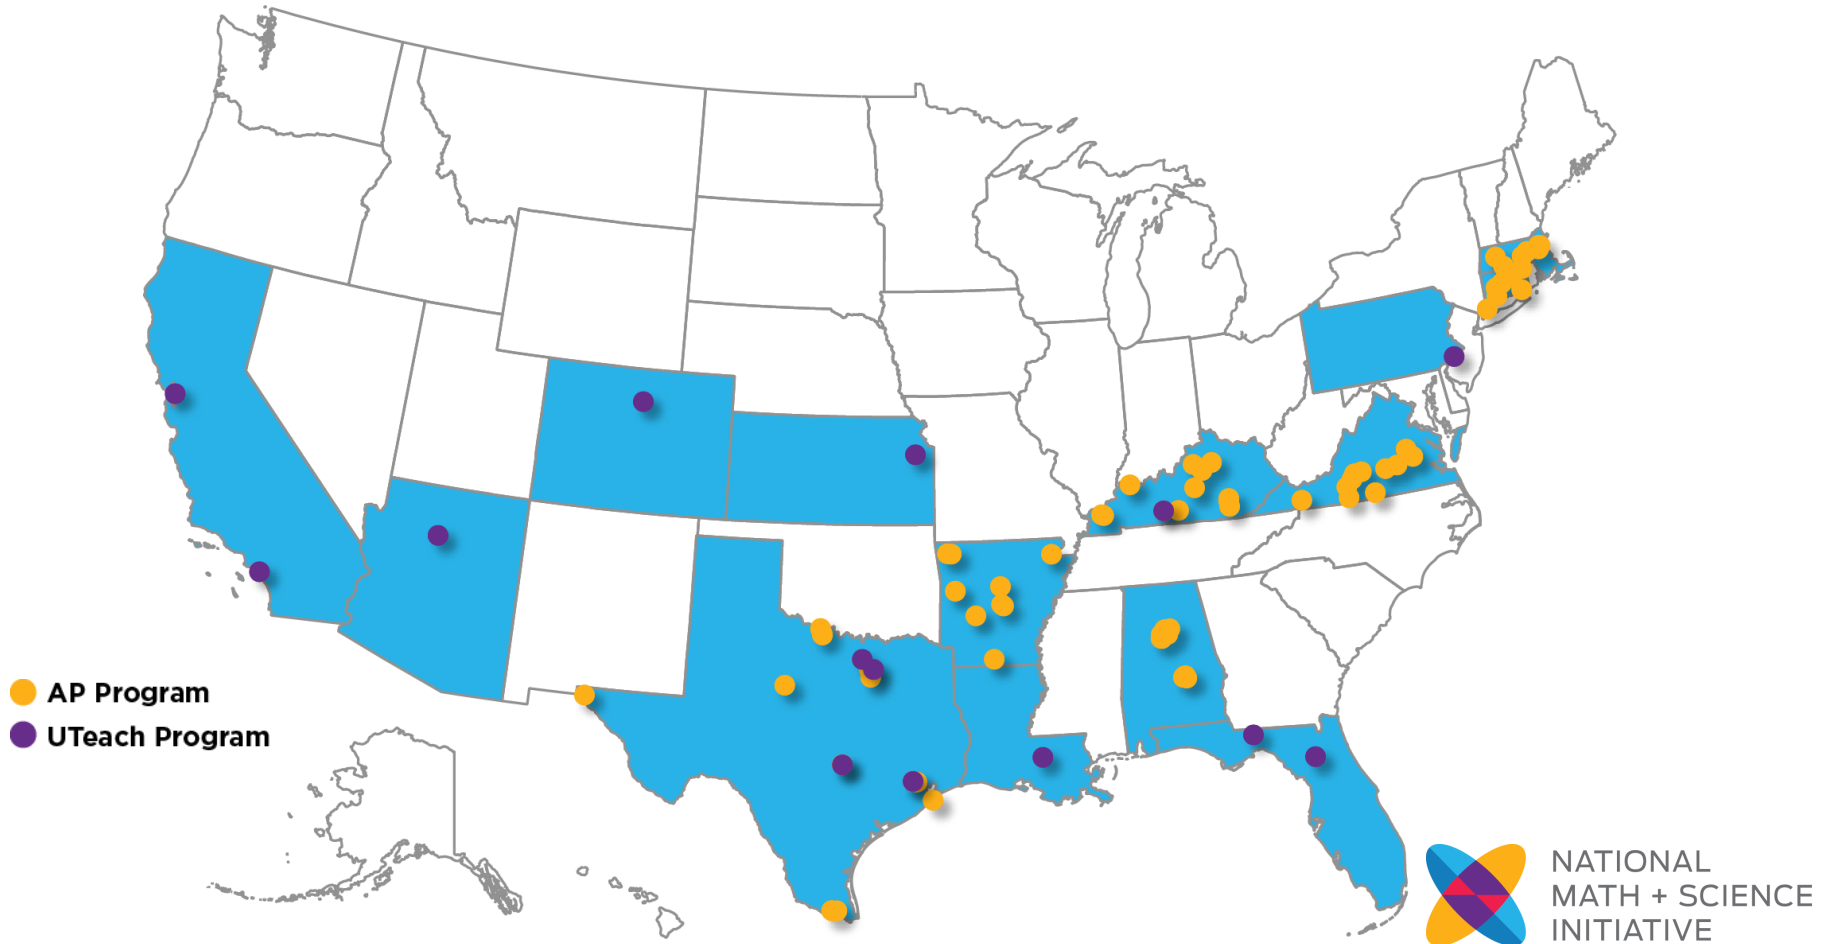 AP Program
UTeach Program
NATIONAL
MATH + SCIENCE
INITIATIVE